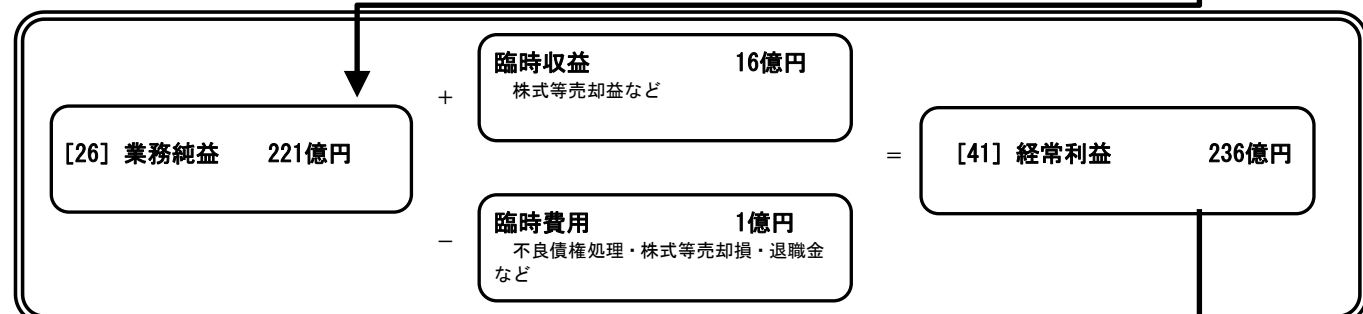 臨時収益 16億円
株式等売却益など
+
[26] 業務純益 221億円
=
[41] 経常利益 236億円
臨時費用 1億円
－
不良債権処理・株式等売却損・退職金
など